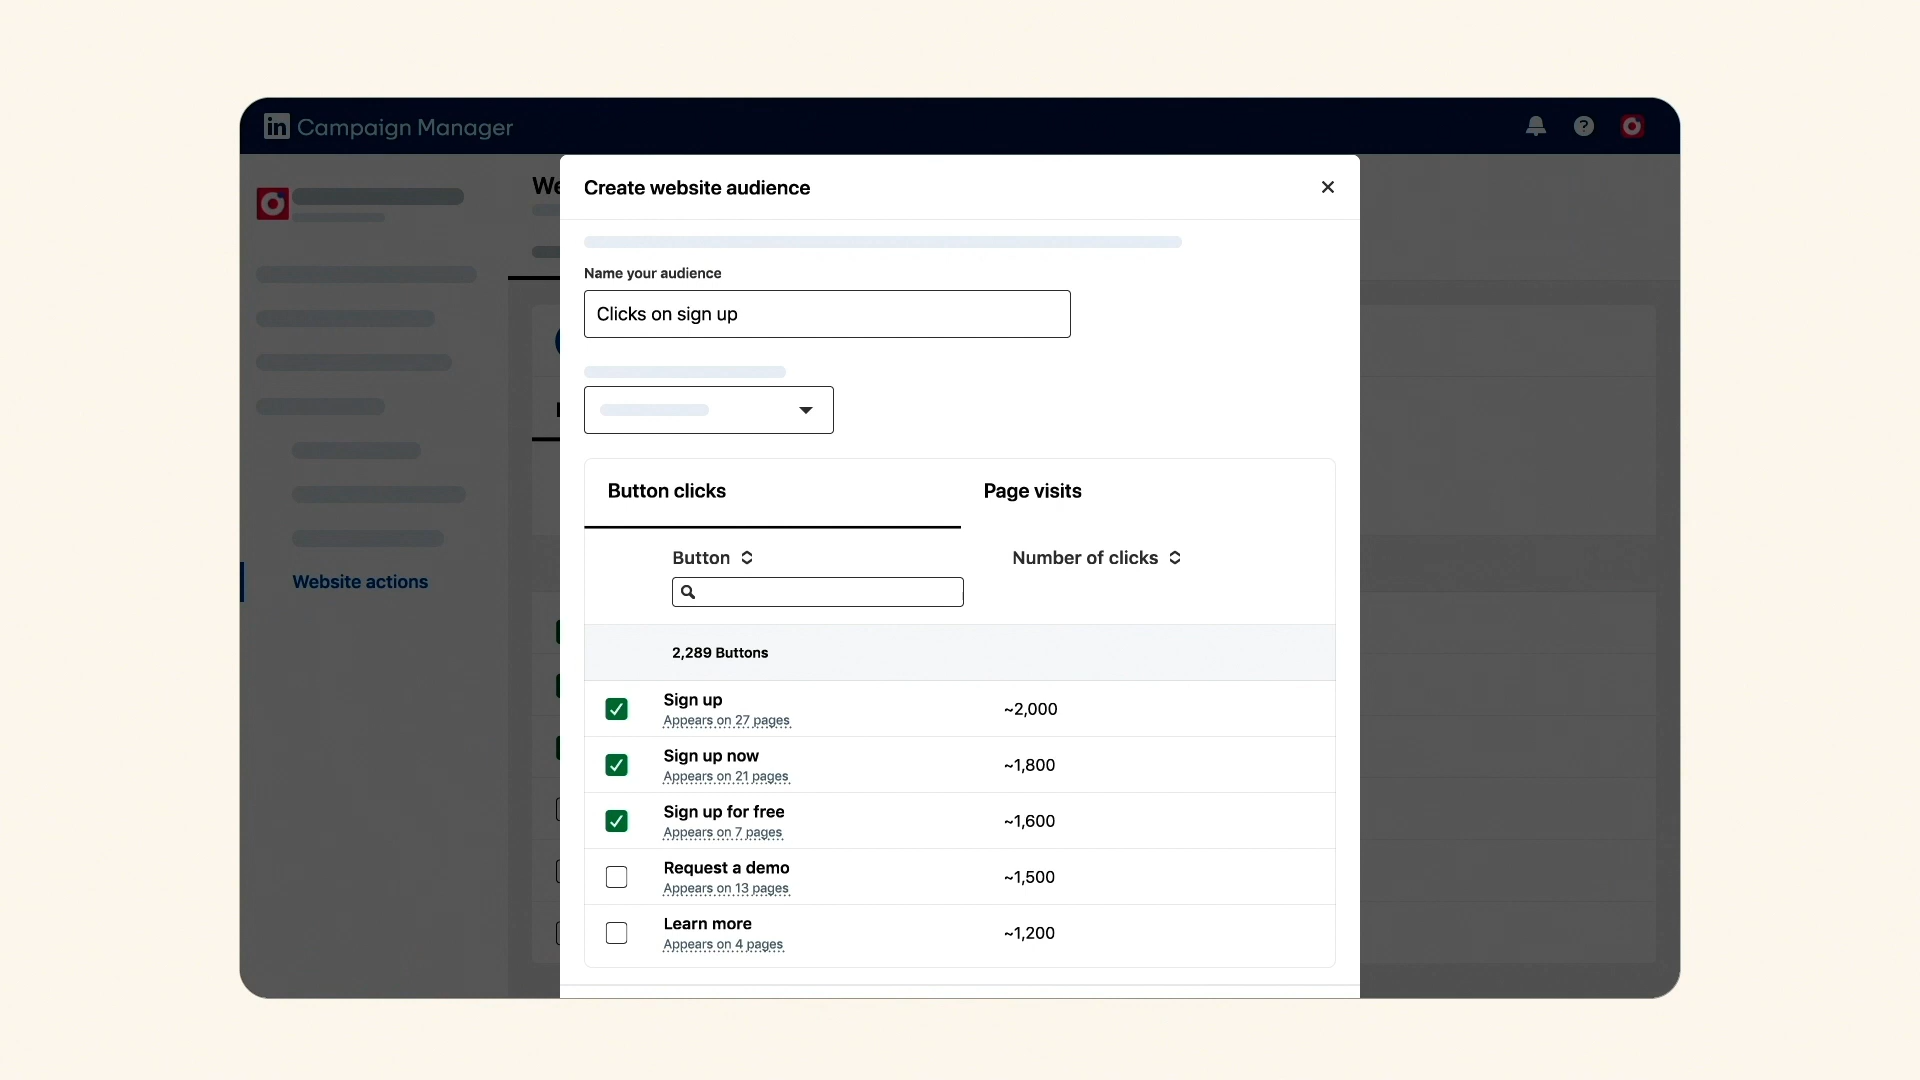 in Campaign Manager
We
Create website audience
Name your audience
Clicks on sign up
Button clicks
Page visits
Button
Number of clicks
Website actions
2,289 Buttons
Sign up
Appears on 27 pages
~2,000
Sign up now
Appears on 21 pages
~1,800
Sign up for free
Appears on 7 pages
~1,600
Request a demo
Appears on 13 pages
~1,500
Learn more
Appears on 4 pages
~1,200